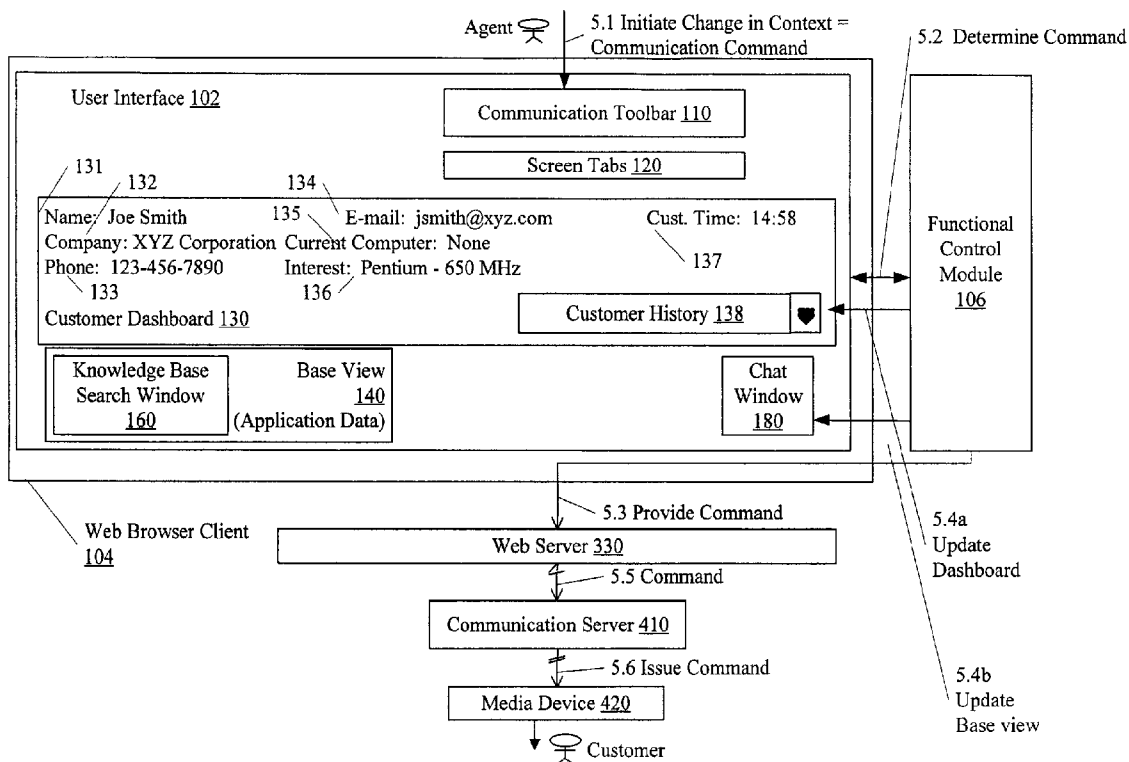 Agent
5.1 Initiate Change in Context =
Communication Command
5.2 Determine Command
User Interface 102
Communication Toolbar 110
Screen Tabs 120
131
132
134
135
Name: Joe Smith
E-mail: jsmith@xyz.com
Cust. Time: 14:58
Company: XYZ Corporation
Current Computer: None
Phone: 123-456-7890
Interest: Pentium - 650 MHz
137
133
136
Customer Dashboard 130
Customer History 138
Functional
Control
Module
106
Knowledge Base
Search Window
160
Base View
140
(Application Data)
Chat
Window
180
Web Browser Client
104
5.3 Provide Command
Web Server 330
5.4a
Update
Dashboard
5.5 Command
Communication Server 410
5.6 Issue Command
5.4b
Update
Base view
Media Device 420
Customer